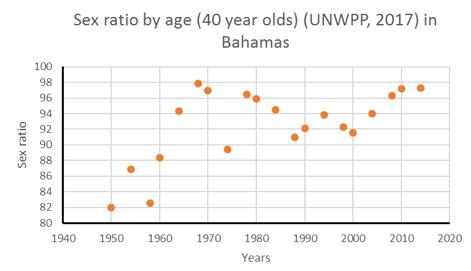 Sex ratio by age (40 year olds) (UNWPP, 2017) in
Bahamas
100
98
96
94
92
90
88
86
84
82
80
Sex ratio
1940 1950 1960 1970 1980 1990 2000 2010 2020
Years